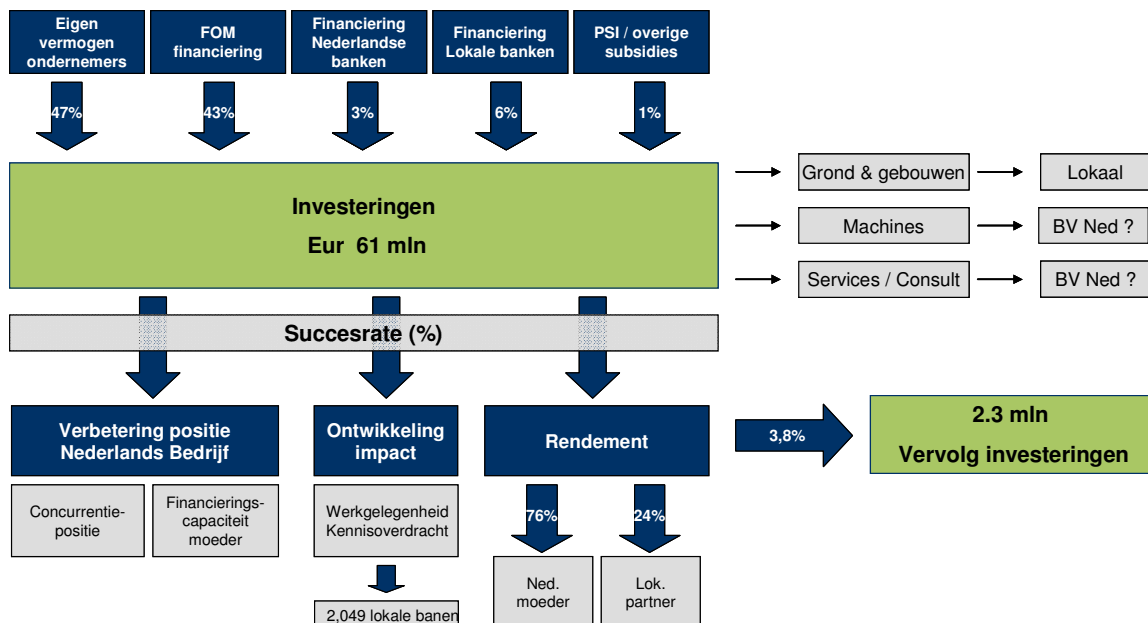 Eigen
vermogen
ondernemers
FOM
financiering
Financiering
Nederlandse
banken
Financiering
Lokale banken
PSI / overige
subsidies
47%
43%
3%
6%
1%
Investeringen
Eur 61 mln
Grond & gebouwen
Lokaal
Machines
BV Ned ?
Services / Consult
BV Ned ?
Succesrate (%)
Verbetering positie
Nederlands Bedrijf
Ontwikkeling
impact
Rendement
3,8%
2.3 mln
Vervolg investeringen
Concurrentie-
positie
Financierings-
capaciteit
moeder
Werkgelegenheid
Kennisoverdracht
76%
24%
Ned.
moeder
Lok.
partner
2,049 lokale banen